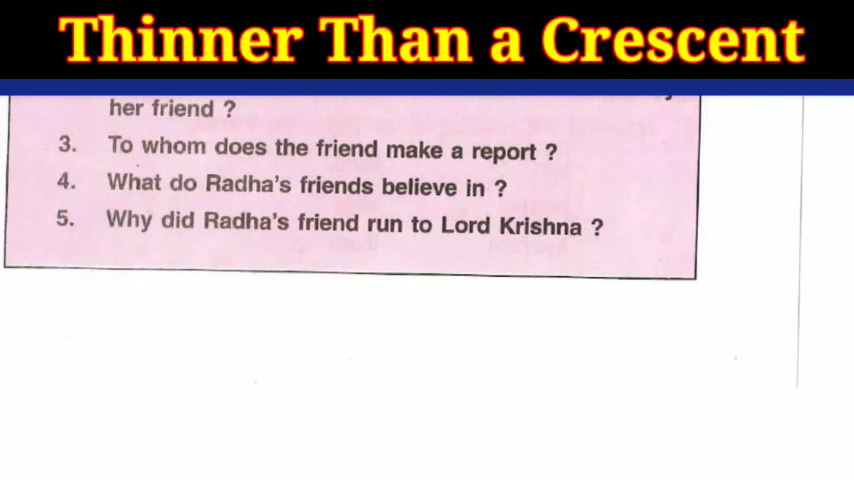 Thinner Than a Crescent
her friend ?
3. To whom does the friend make a report ?
4. What do Radha's friends believe in ?
5. Why did Radha's friend run to Lord Krishna ?